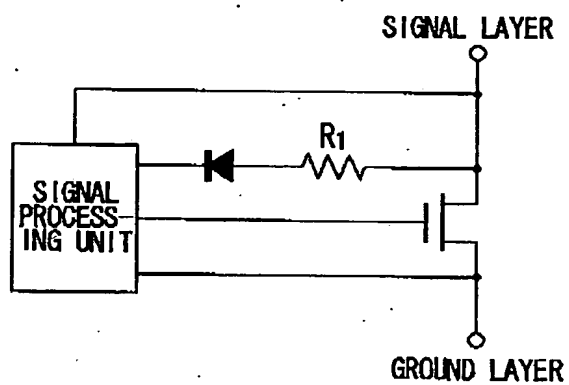 SIGNAL LAYER
R1
SIGNAL
PROCESS-
ING UNIT
GROUND LAYER